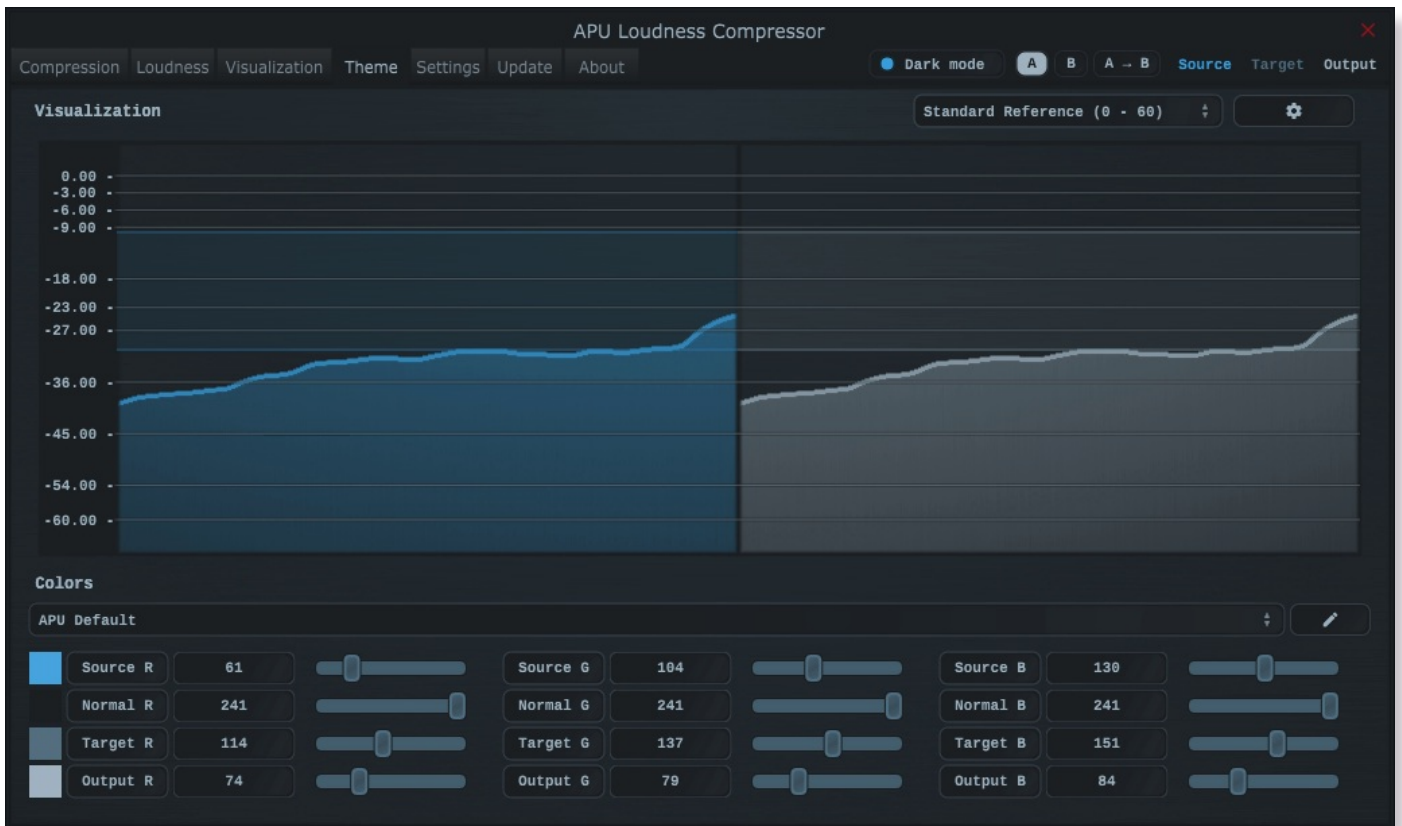 APU Loudness Compressor
Compression Loudness Visualization Theme Settings Update About Dark mode A B A → B Source Target Output
Visualization Standard Reference (0 - 60)
0.00 -
-3.00 -
-6.00 -
-9.00 -
-18.00 -
-23.00 -
-27.00 -
-36.00 -
-45.00 -
-54.00 -
-60.00 -
Colors
APU Default
Source R 61 Source G 104 Source B 130
Normal R 241 Normal G 241 Normal B 241
Target R 114 Target G 137 Target B 151
Output R 74 Output G 79 Output B 84